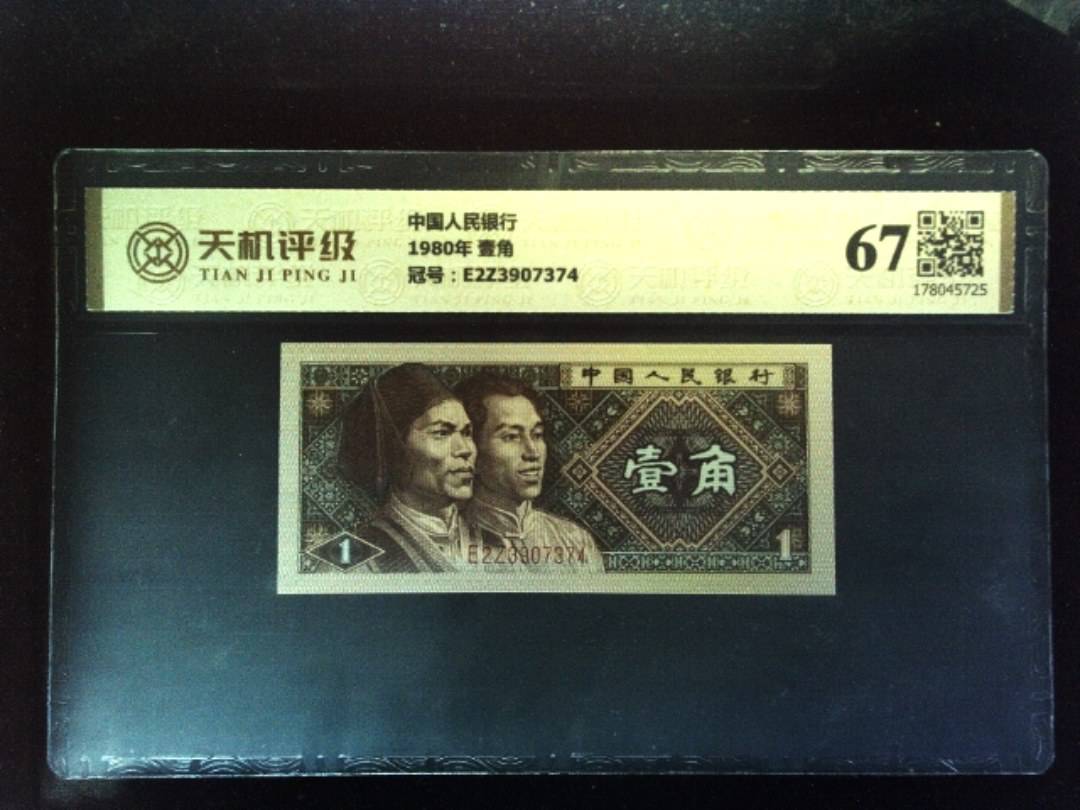 天机评级
TIAN JI PING JI
中国人民银行
1980年 壹角
冠号：E2Z3907374
67
178045725
中国人民银行
壹角
1
E2Z3907374
1